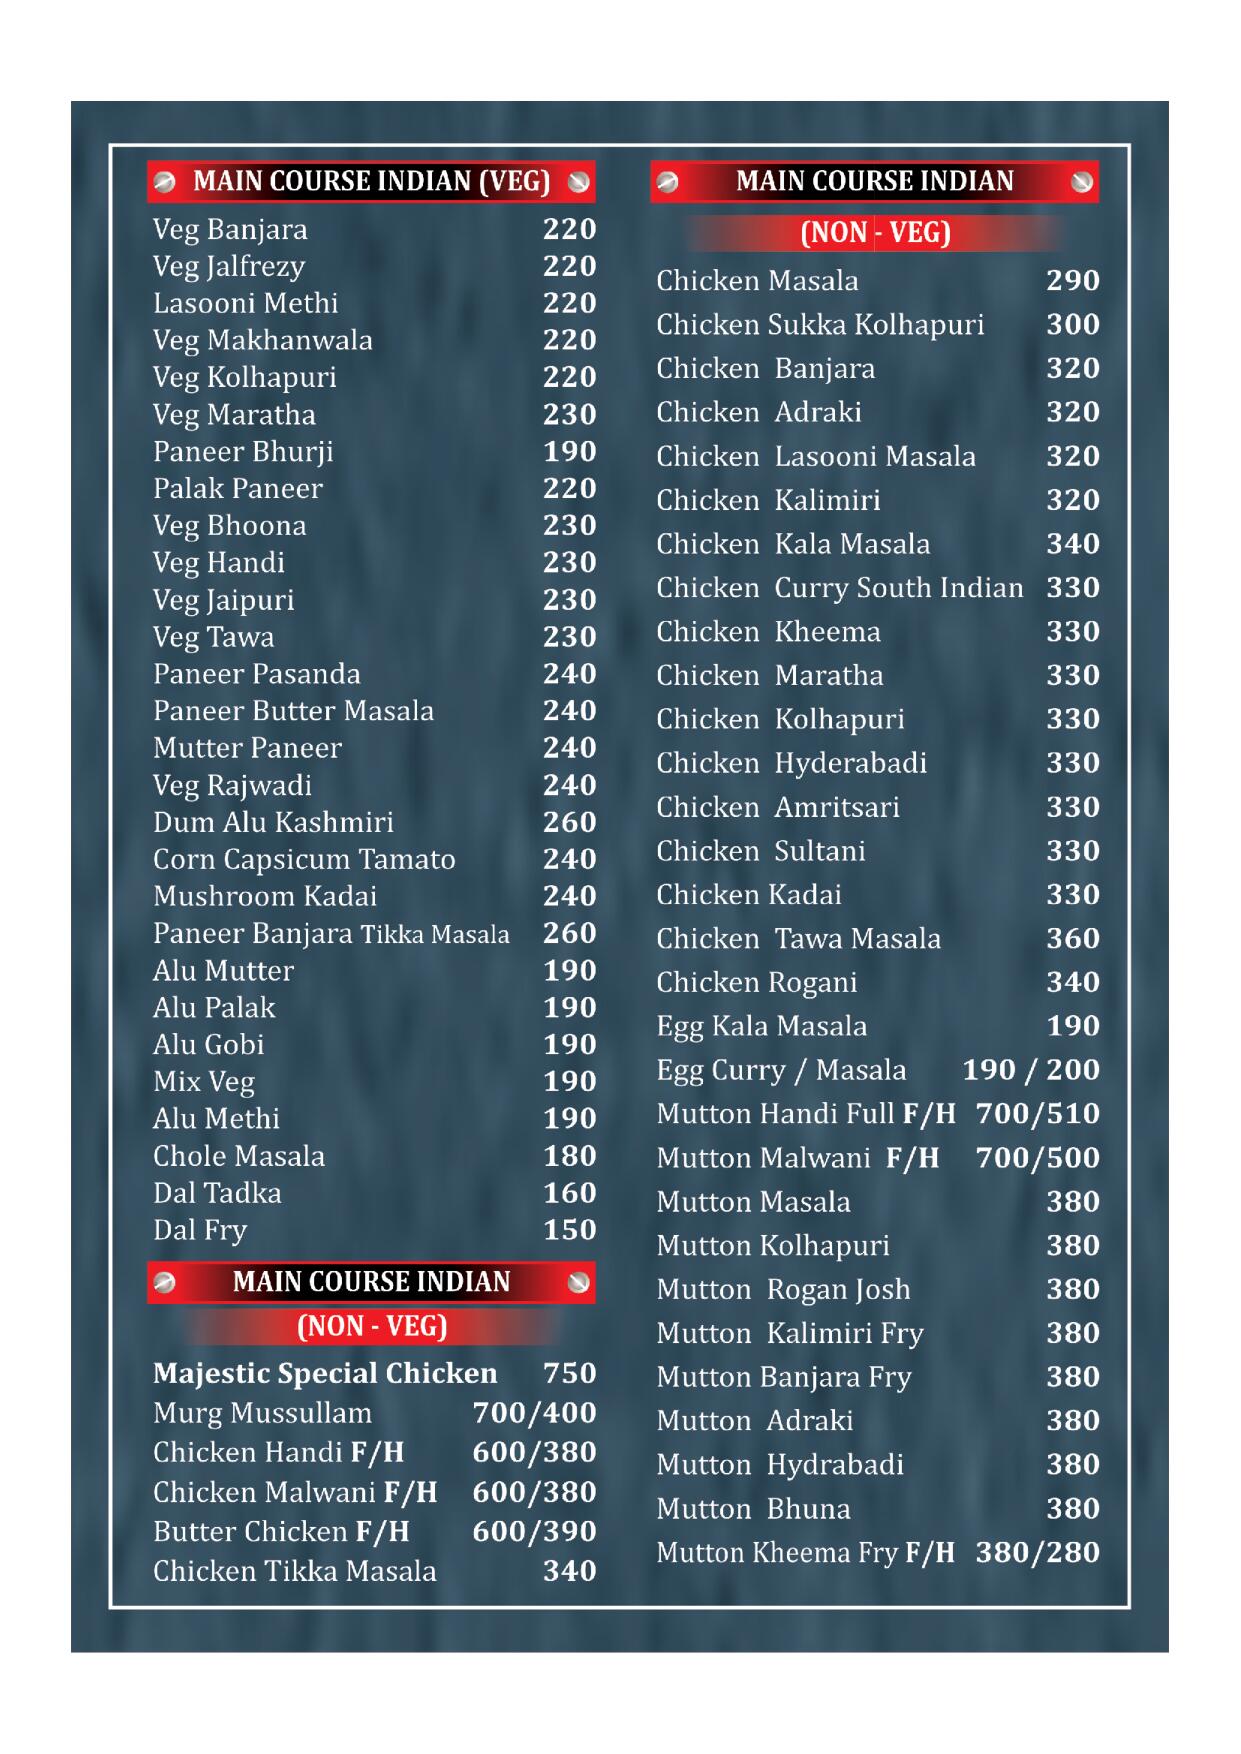 MAIN COURSE INDIAN (VEG)
Veg Banjara 220
Veg Jalfrezy 220
Lasooni Methi 220
Veg Makhanwala 220
Veg Kolhapuri 220
Veg Maratha 230
Paneer Bhurji 190
Palak Paneer 220
Veg Bhoona 230
Veg Handi 230
Veg Jaipuri 230
Veg Tawa 230
Paneer Pasanda 240
Paneer Butter Masala 240
Mutter Paneer 240
Veg Rajwadi 240
Dum Alu Kashmiri 260
Corn Capsicum Tamato 240
Mushroom Kadai 240
Paneer Banjara Tikka Masala 260
Alu Mutter 190
Alu Palak 190
Alu Gobi 190
Mix Veg 190
Alu Methi 190
Chole Masala 180
Dal Tadka 160
Dal Fry 150
MAIN COURSE INDIAN
(NON - VEG)
Majestic Special Chicken 750
Murg Mussullam 700/400
Chicken Handi F/H 600/380
Chicken Malwani F/H 600/380
Butter Chicken F/H 600/390
Chicken Tikka Masala 340
MAIN COURSE INDIAN
(NON - VEG)
Chicken Masala 290
Chicken Sukka Kolhapuri 300
Chicken Banjara 320
Chicken Adraki 320
Chicken Lasooni Masala 320
Chicken Kalimiri 320
Chicken Kala Masala 340
Chicken Curry South Indian 330
Chicken Kheema 330
Chicken Maratha 330
Chicken Kolhapuri 330
Chicken Hyderabadi 330
Chicken Amritsari 330
Chicken Sultani 330
Chicken Kadai 330
Chicken Tawa Masala 360
Chicken Rogani 340
Egg Kala Masala 190
Egg Curry / Masala 190 / 200
Mutton Handi Full F/H 700/510
Mutton Malwani F/H 700/500
Mutton Masala 380
Mutton Kolhapuri 380
Mutton Rogan Josh 380
Mutton Kalimiri Fry 380
Mutton Banjara Fry 380
Mutton Adraki 380
Mutton Hydrabadi 380
Mutton Bhuna 380
Mutton Kheema Fry F/H 380/280